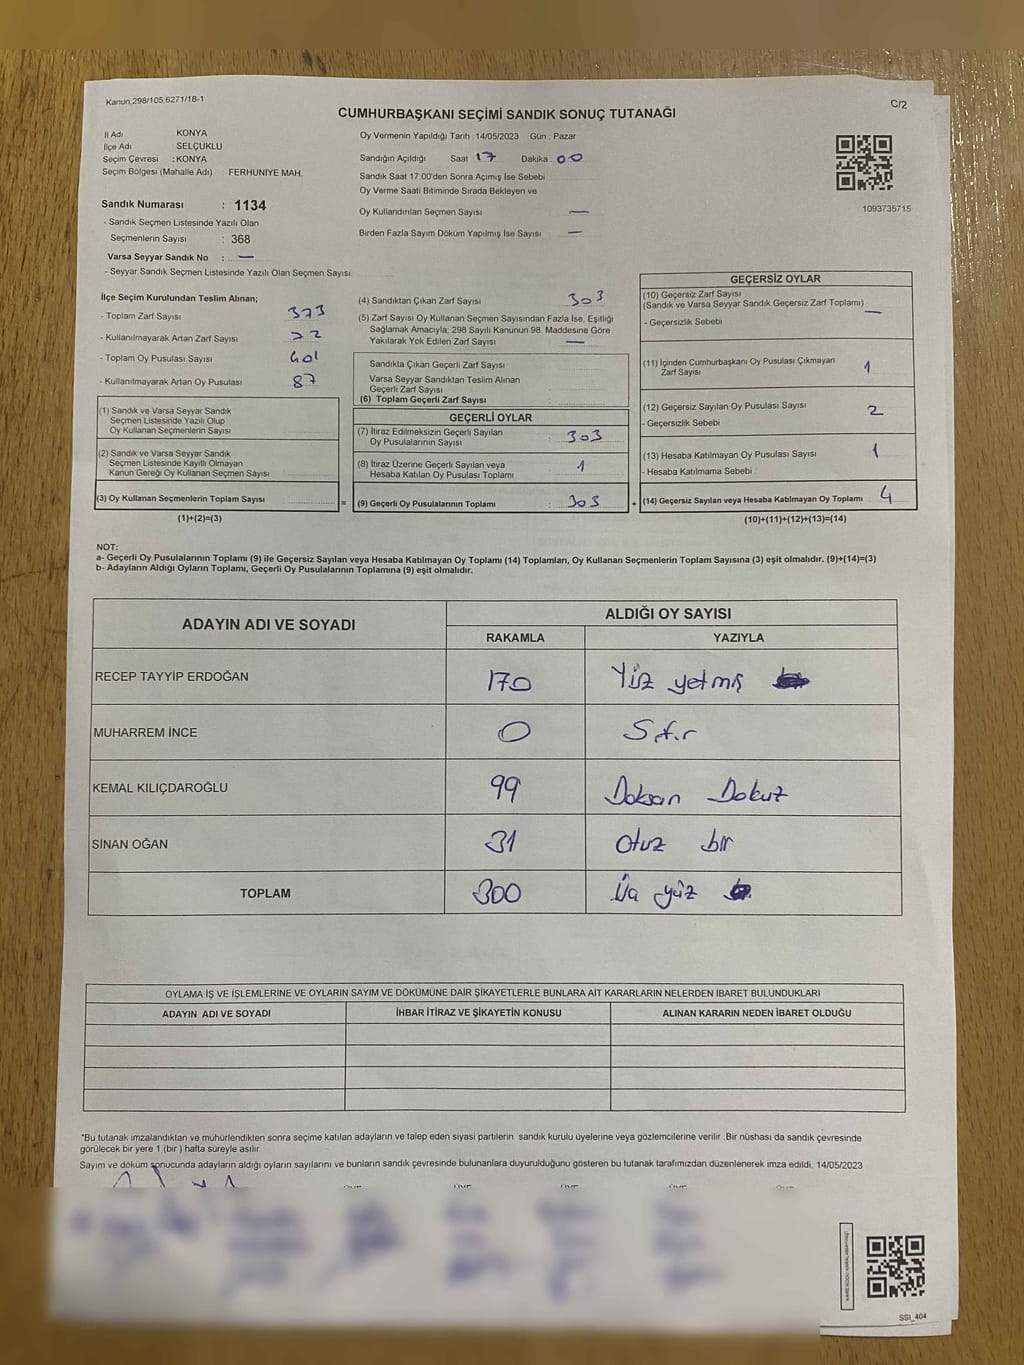 Kanun.298/105,6271/18-1
C/2
CUMHURBAŞKANI SEÇİMİ SANDIK SONUÇ TUTANAĞI
İl Adı KONYA
İlçe Adı SELÇUKLU
Seçim Çevresi : KONYA
Seçim Bölgesi (Mahalle Adı) FERHUNİYE MAH.
Sandık Numarası : 1134
- Sandık Seçmen Listesinde Yazılı Olan
Seçmenlerin Sayısı : 368
Varsa Seyyar Sandık No : —
- Seyyar Sandık Seçmen Listesinde Yazılı Olan Seçmen Sayısı
Oy Vermenin Yapıldığı Tarih : 14/05/2023 Gün : Pazar
Sandığın Açıldığı Saat 17 Dakika 00
Sandık Saat 17:00'den Sonra Açımış İse Sebebi
Oy Verme Saati Bitiminde Sırada Bekleyen ve
Oy Kullandırılan Seçmen Sayısı —
Birden Fazla Sayım Döküm Yapılmış İse Sayısı —
1093735715
İlçe Seçim Kurulundan Teslim Alınan;
- Toplam Zarf Sayısı 373
- Kullanılmayarak Artan Zarf Sayısı
- Toplam Oy Pusulası Sayısı 401
- Kullanılmayarak Artan Oy Pusulası 87
(1) Sandık ve Varsa Seyyar Sandık
Seçmen Listesinde Yazılı Olup
Oy Kullanan Seçmenlerin Sayısı
(2) Sandık ve Varsa Seyyar Sandık
Seçmen Listesinde Kayıtlı Olmayan
Kanun Gereği Oy Kullanan Seçmen Sayısı
(3) Oy Kullanan Seçmenlerin Toplam Sayısı =
(1)+(2)=(3)
(4) Sandıktan Çıkan Zarf Sayısı 303
(5) Zarf Sayısı Oy Kullanan Seçmen Sayısından Fazla İse, Eşitliği
Sağlamak Amacıyla; 298 Sayılı Kanunun 98. Maddesine Göre
Yakılarak Yok Edilen Zarf Sayısı —
Sandıkta Çıkan Geçerli Zarf Sayısı
Varsa Seyyar Sandıktan Teslim Alınan
Geçerli Zarf Sayısı
(6) Toplam Geçerli Zarf Sayısı
GEÇERLİ OYLAR
(7) İtiraz Edilmeksizin Geçerli Sayılan
Oy Pusulalarının Sayısı 303
(8) İtiraz Üzerine Geçerli Sayılan veya
Hesaba Katılan Oy Pusulası Toplamı 1
(9) Geçerli Oy Pusulalarının Toplamı 303 +
GEÇERSİZ OYLAR
(10) Geçersiz Zarf Sayısı
(Sandık ve Varsa Seyyar Sandık Geçersiz Zarf Toplamı) —
- Geçersizlik Sebebi
(11) İçinden Cumhurbaşkanı Oy Pusulası Çıkmayan
Zarf Sayısı 1
(12) Geçersiz Sayılan Oy Pusulası Sayısı 2
- Geçersizlik Sebebi
(13) Hesaba Katılmayan Oy Pusulası Sayısı 1
- Hesaba Katılmama Sebebi
(14) Geçersiz Sayılan veya Hesaba Katılmayan Oy Toplamı 4
(10)+(11)+(12)+(13)=(14)
NOT:
a- Geçerli Oy Pusulalarının Toplamı (9) ile Geçersiz Sayılan veya Hesaba Katılmayan Oy Toplamı (14) Toplamları, Oy Kullanan Seçmenlerin Toplam Sayısına (3) eşit olmalıdır. (9)+(14)=(3)
b- Adayların Aldığı Oyların Toplamı, Geçerli Oy Pusulalarının Toplamına (9) eşit olmalıdır.
ADAYIN ADI VE SOYADI
ALDIĞI OY SAYISI
RAKAMLA YAZIYLA
RECEP TAYYİP ERDOĞAN 170 Yüz yetmiş
MUHARREM İNCE 0 Sıfır
KEMAL KILIÇDAROĞLU 99 Doksan Dokuz
SİNAN OĞAN 31 otuz bir
TOPLAM 300 Üç yüz
OYLAMA İŞ VE İŞLEMLERİNE VE OYLARIN SAYIM VE DÖKÜMÜNE DAİR ŞİKAYETLERLE BUNLARA AİT KARARLARIN NELERDEN İBARET BULUNDUKLARI
ADAYIN ADI VE SOYADI İHBAR İTİRAZ VE ŞİKAYETİN KONUSU ALINAN KARARIN NEDEN İBARET OLDUĞU
*Bu tutanak imzalandıktan ve mühürlendikten sonra seçime katılan adayların ve talep eden siyasi partilerin sandık kurulu üyelerine veya gözlemcilerine verilir .Bir nüshası da sandık çevresinde
görülecek bir yere 1 (bir ) hafta süreyle asılır.
Sayım ve döküm sonucunda adayların aldığı oyların sayılarını ve bunların sandık çevresinde bulunanlara duyurulduğunu gösteren bu tutanak tarafımızdan düzenlenerek imza edildi. 14/05/2023
SSI_404